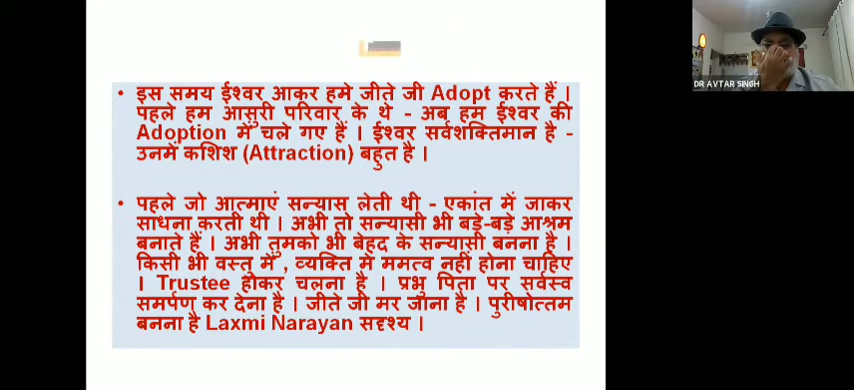 • इस समय ईश्वर आकर हमे जीते जी Adopt करते हैं ।
पहले हम आसुरी परिवार के थे - अब हम ईश्वर की
Adoption में चले गए हैं । ईश्वर सर्वशक्तिमान है -
उनमें कशिश (Attraction) बहुत है ।
• पहले जो आत्माएं सन्यास लेती थी - एकांत में जाकर
साधना करती थी । अभी तो सन्यासी भी बड़े-बड़े आश्रम
बनाते हैं । अभी तुमको भी बेहद के सन्यासी बनना है ।
किसी भी वस्तु में , व्यक्ति में ममत्व नहीं होना चाहिए
। Trustee होकर चलना है । प्रभु पिता पर सर्वस्व
समर्पण कर देना है । जीते जी मर जाना है । पुरीषोत्तम
बनना है Laxmi Narayan सदृश्य ।
DR AVTAR SINGH